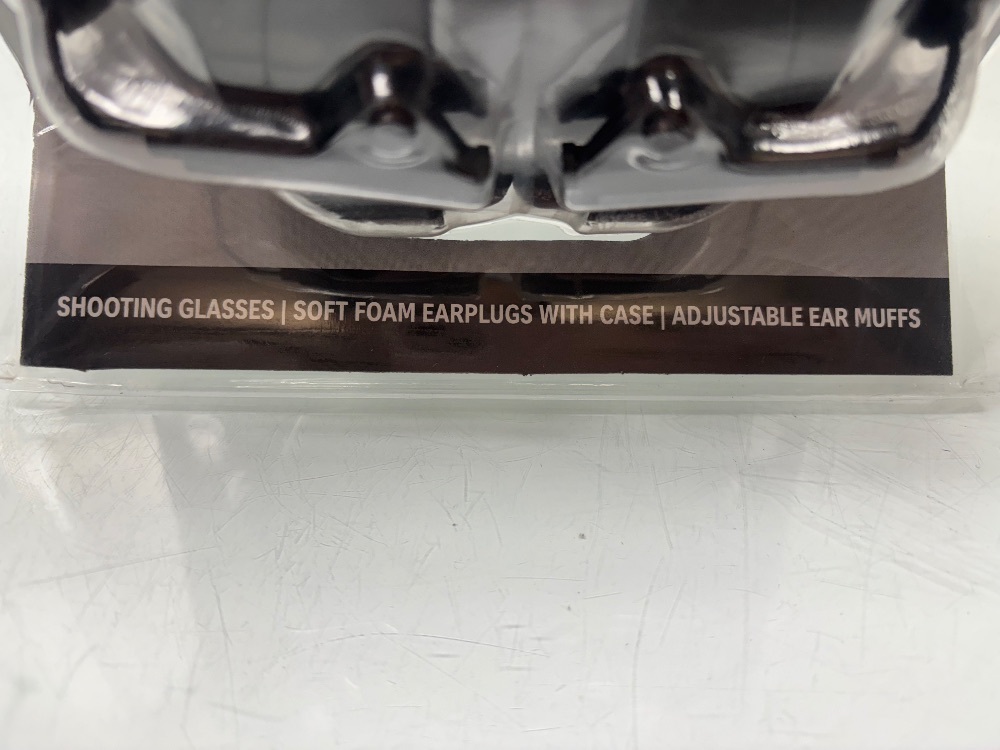 SHOOTING GLASSES | SOFT FOAM EARPLUGS WITH CASE | ADJUSTABLE EAR MUFFS